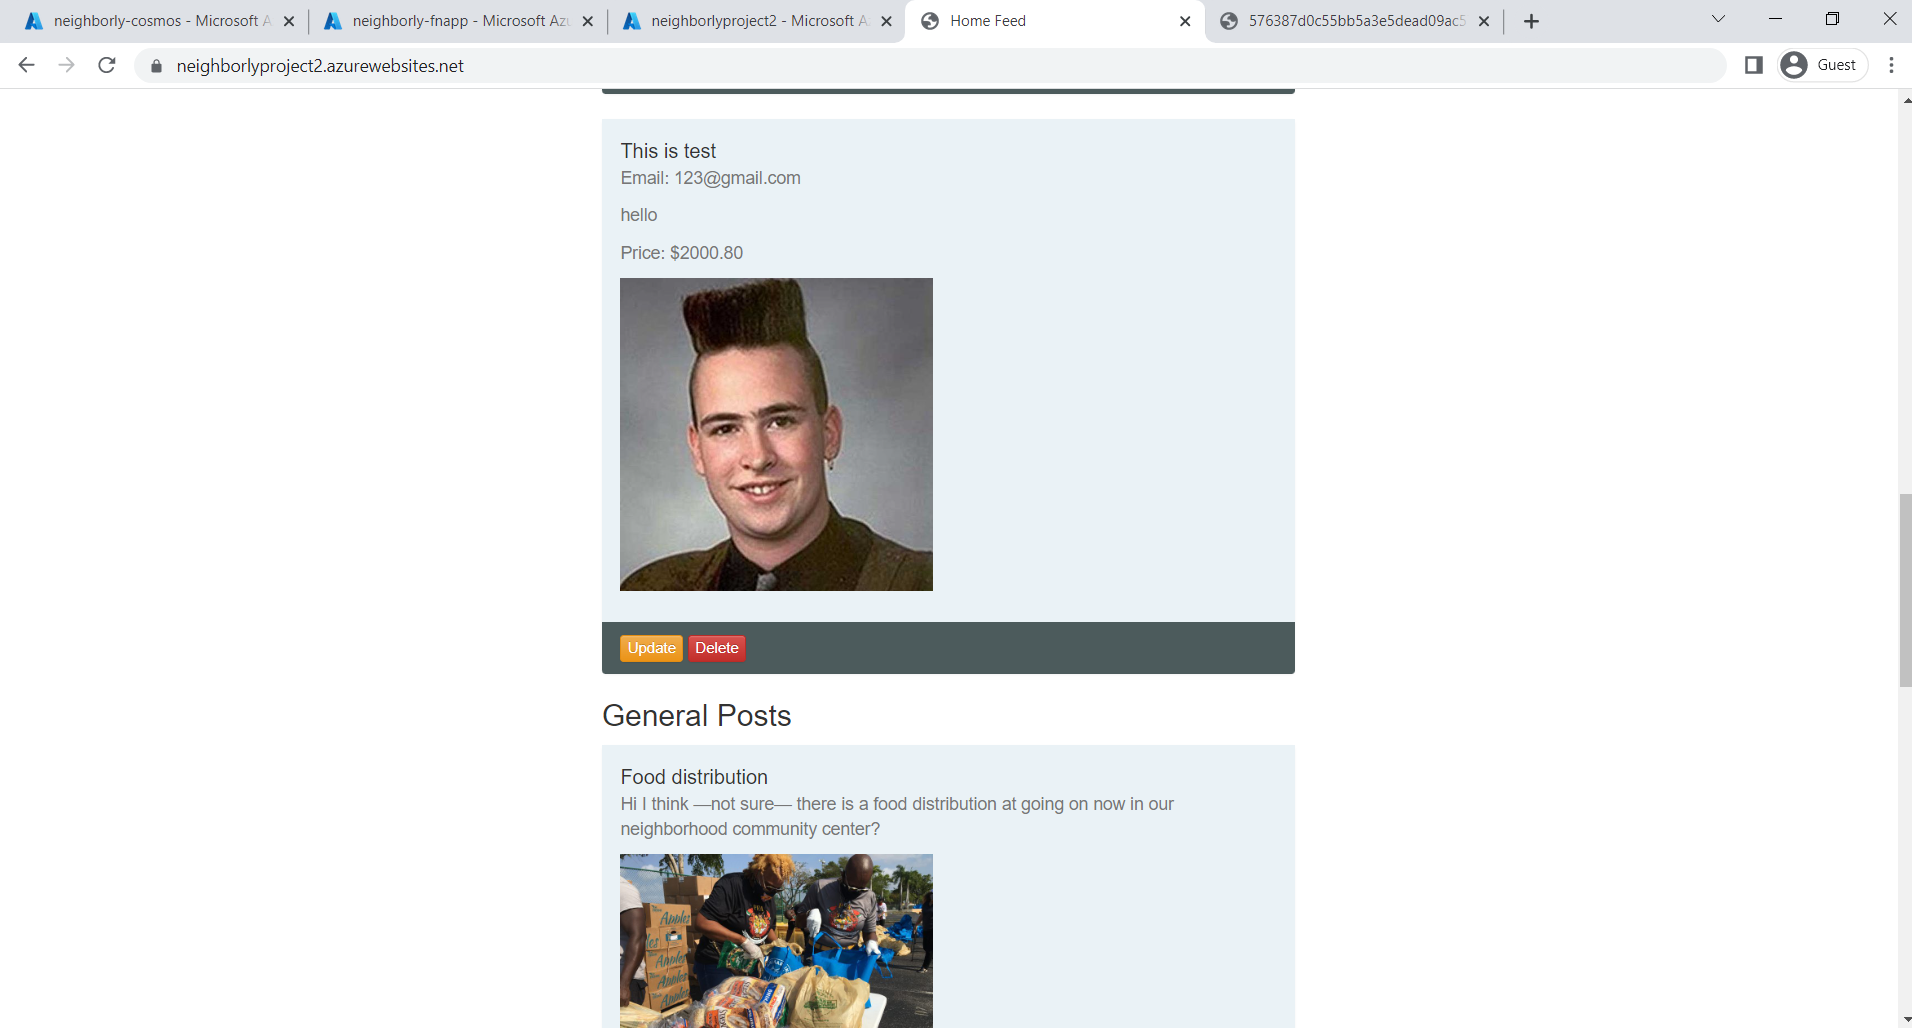 neighborly-cosmos - Microsoft A
neighborly-fnapp - Microsoft Azu
neighborlyproject2 - Microsoft A
Home Feed
576387d0c55bb5a3e5dead09ac5
neighborlyproject2.azurewebsites.net
Guest
This is test
Email: 123@gmail.com
hello
Price: $2000.80
Update
Delete
General Posts
Food distribution
Hi I think —not sure— there is a food distribution at going on now in our
neighborhood community center?
Apples
Apples
Apples
Apples